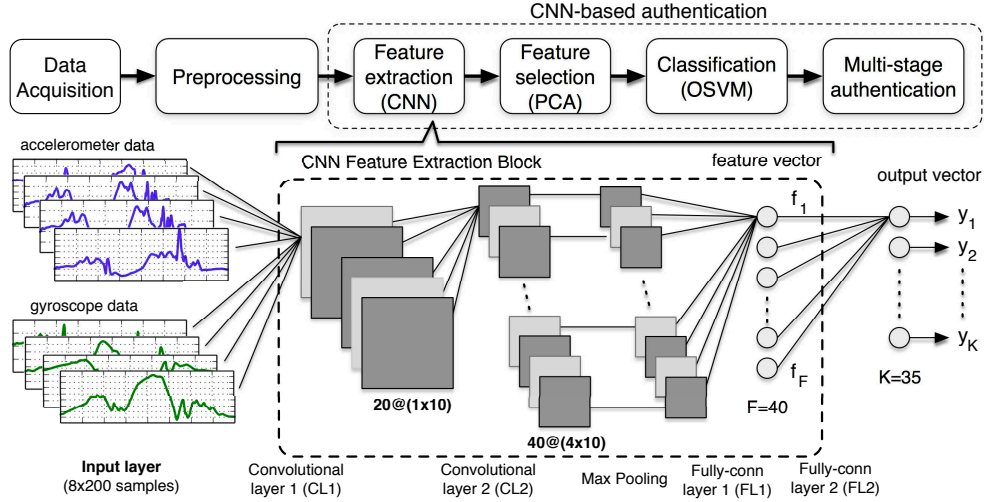 CNN-based authentication
Data
Acquisition
Preprocessing
Feature
extraction
(CNN)
Feature
selection
(PCA)
Classification
(OSVM)
Multi-stage
authentication
accelerometer data
CNN Feature Extraction Block
feature vector
output vector
f1
y1
y2
gyroscope data
yK
fF
K=35
20@(1x10)
F=40
40@(4x10)
Input layer
(8x200 samples)
Convolutional
layer 1 (CL1)
Convolutional
layer 2 (CL2)
Max Pooling
Fully-conn
layer 1 (FL1)
Fully-conn
layer 2 (FL2)